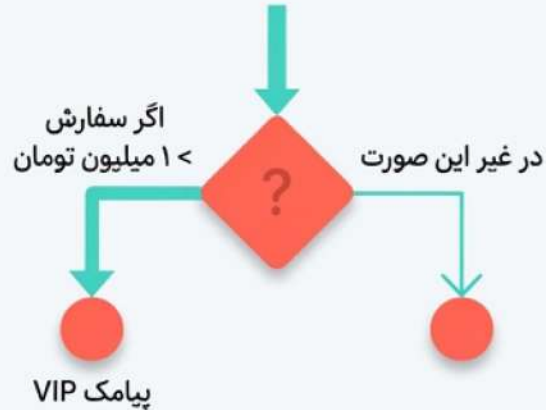 اگر سفارش
> ۱ میلیون تومان
در غیر این صورت
?
پیامک VIP